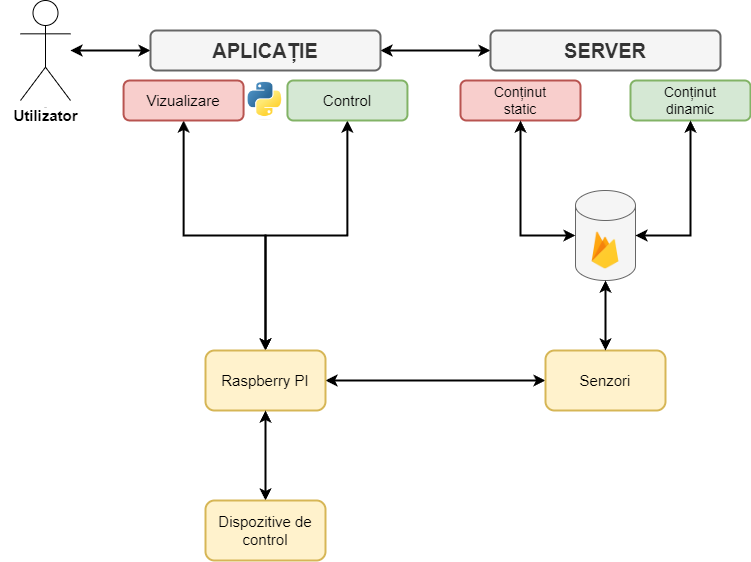 APLICAȚIE
SERVER
Utilizator
Vizualizare
Control
Conținut
static
Conținut
dinamic
Raspberry PI
Senzori
Dispozitive de
control